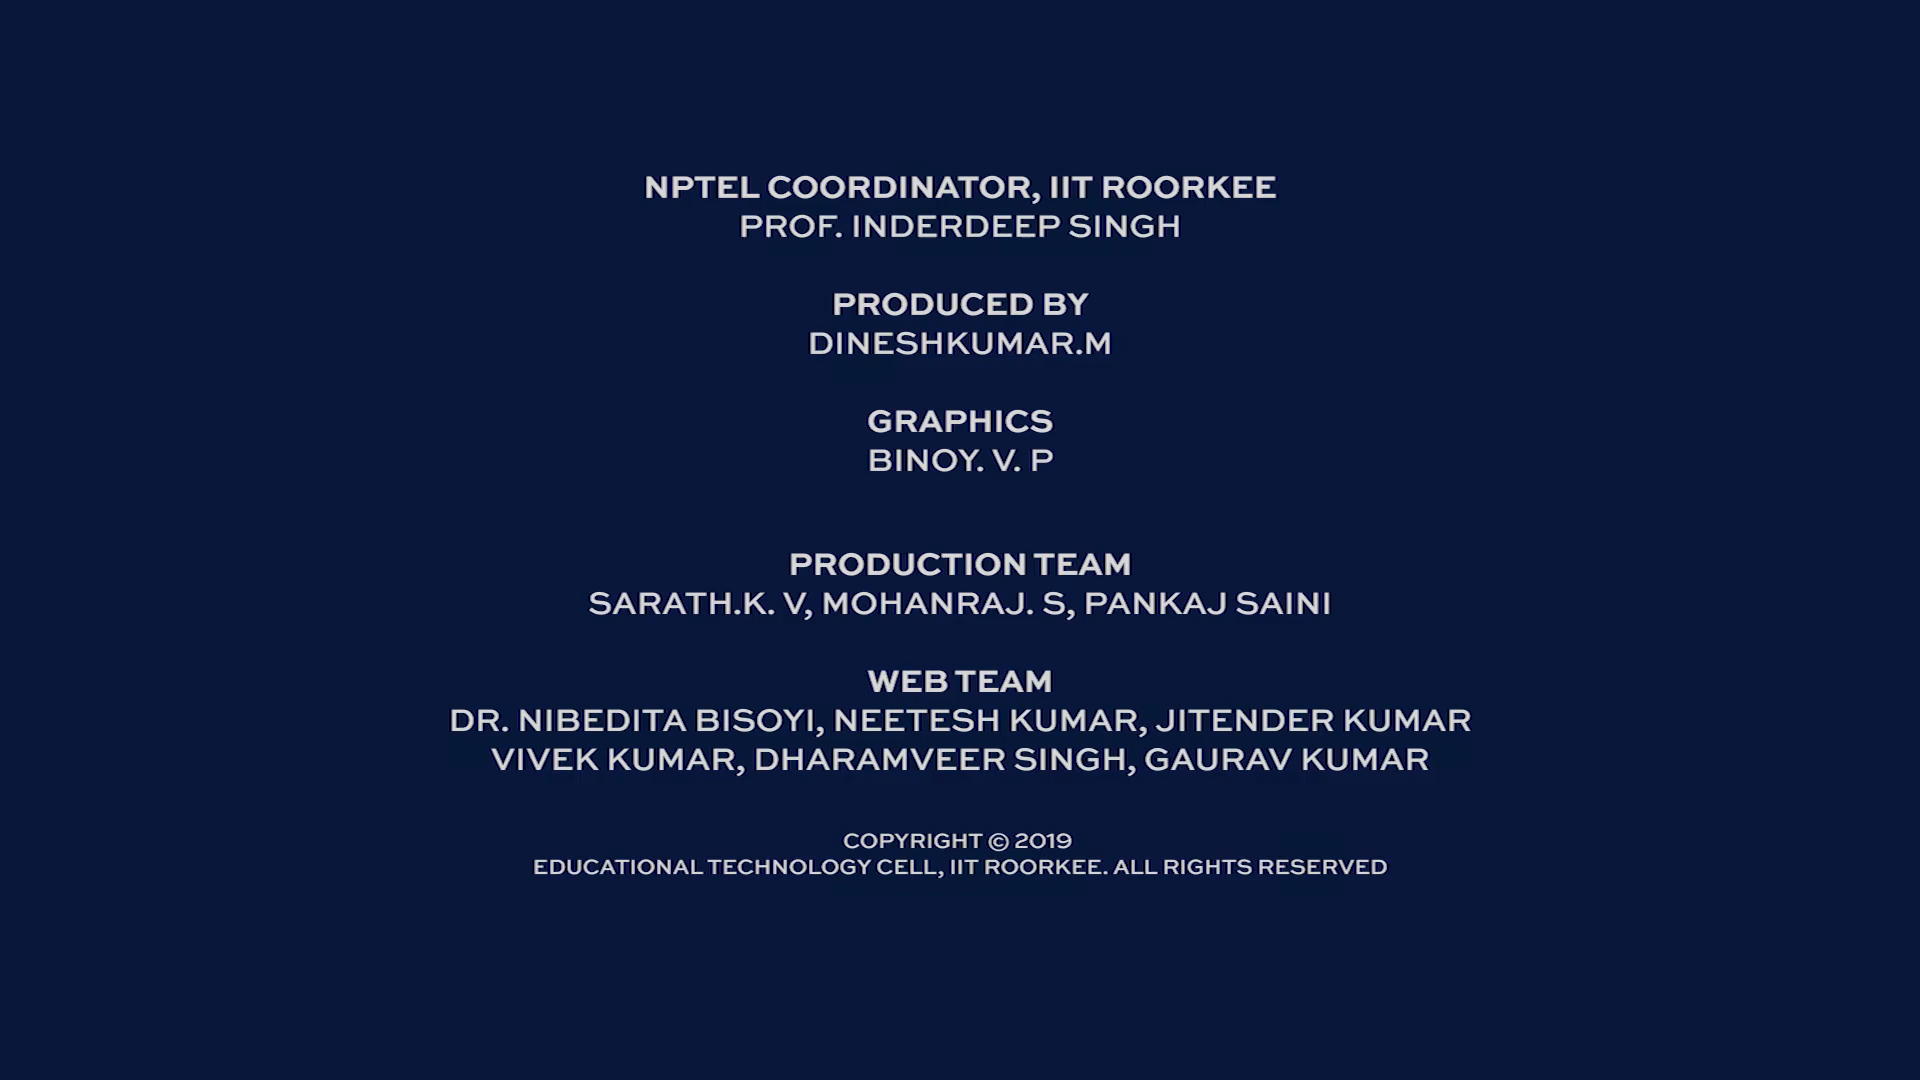 NPTEL COORDINATOR, IIT ROORKEE
PROF. INDERDEEP SINGH
PRODUCED BY
DINESHKUMAR.M
GRAPHICS
BINOY. V. P
PRODUCTION TEAM
SARATH.K. V, MOHANRAJ. S, PANKAJ SAINI
WEB TEAM
DR. NIBEDITA BISOYI, NEETESH KUMAR, JITENDER KUMAR
VIVEK KUMAR, DHARAMVEER SINGH, GAURAV KUMAR
COPYRIGHT © 2019
EDUCATIONAL TECHNOLOGY CELL, IIT ROORKEE. ALL RIGHTS RESERVED